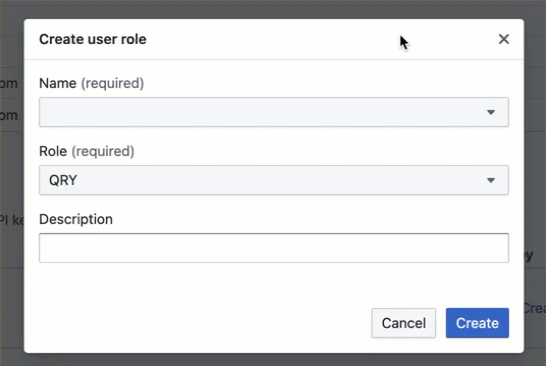 Create user role
om
Name (required)
om
Role (required)
QRY
Description
PI ke
y
Crea
Cancel
Create